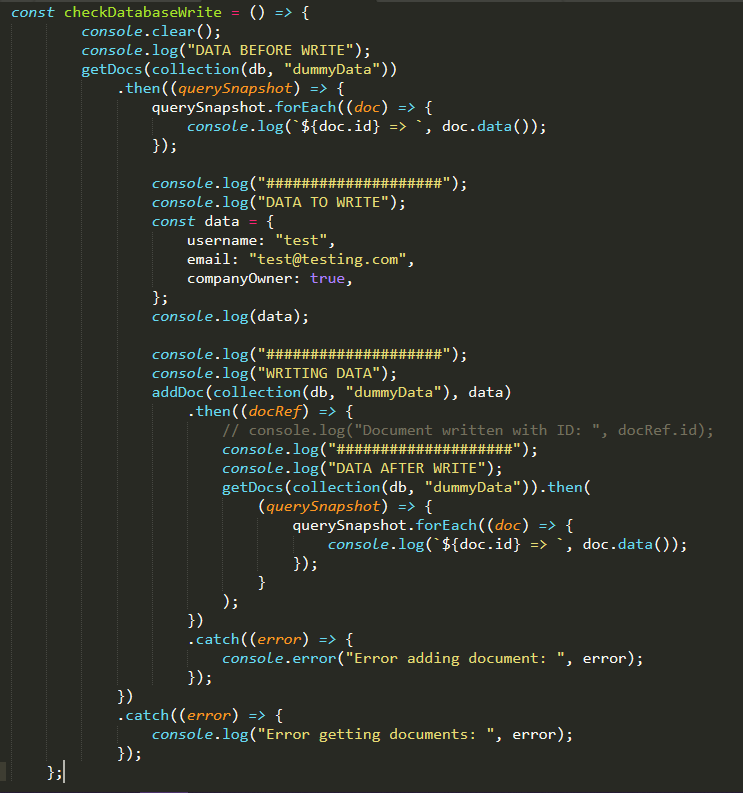 const checkDatabaseWrite = () => {
console.clear();
console.log("DATA BEFORE WRITE");
getDocs(collection(db, "dummyData"))
.then((querySnapshot) => {
querySnapshot.forEach((doc) => {
console.log(`${doc.id} => `, doc.data());
});
console.log("####################");
console.log("DATA TO WRITE");
const data = {
username: "test",
email: "test@testing.com",
companyOwner: true,
};
console.log(data);
console.log("####################");
console.log("WRITING DATA");
addDoc(collection(db, "dummyData"), data)
.then((docRef) => {
// console.log("Document written with ID: ", docRef.id);
console.log("####################");
console.log("DATA AFTER WRITE");
getDocs(collection(db, "dummyData")).then(
(querySnapshot) => {
querySnapshot.forEach((doc) => {
console.log(`${doc.id} => `, doc.data());
});
}
);
})
.catch((error) => {
console.error("Error adding document: ", error);
});
})
.catch((error) => {
console.log("Error getting documents: ", error);
});
};